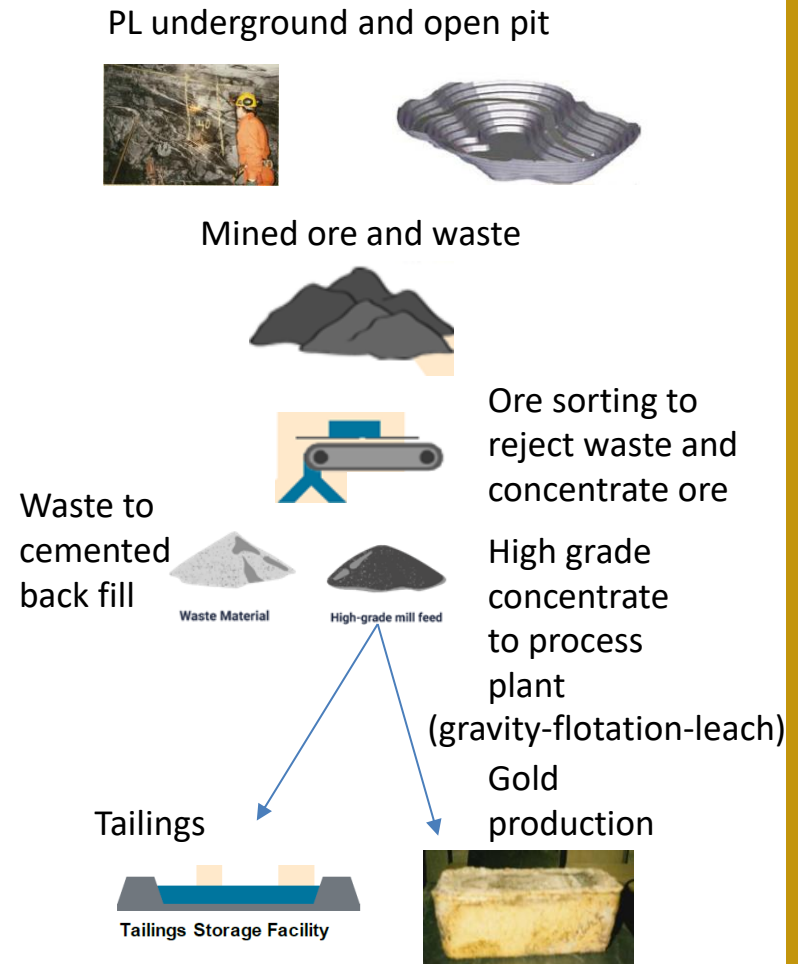 PL underground and open pit
Mined ore and waste
Ore sorting to
reject waste and
concentrate ore
Waste to
cemented
back fill
Waste Material
High-grade mill feed
High grade
concentrate
to process
plant
(gravity-flotation-leach)
Gold
production
Tailings
Tailings Storage Facility